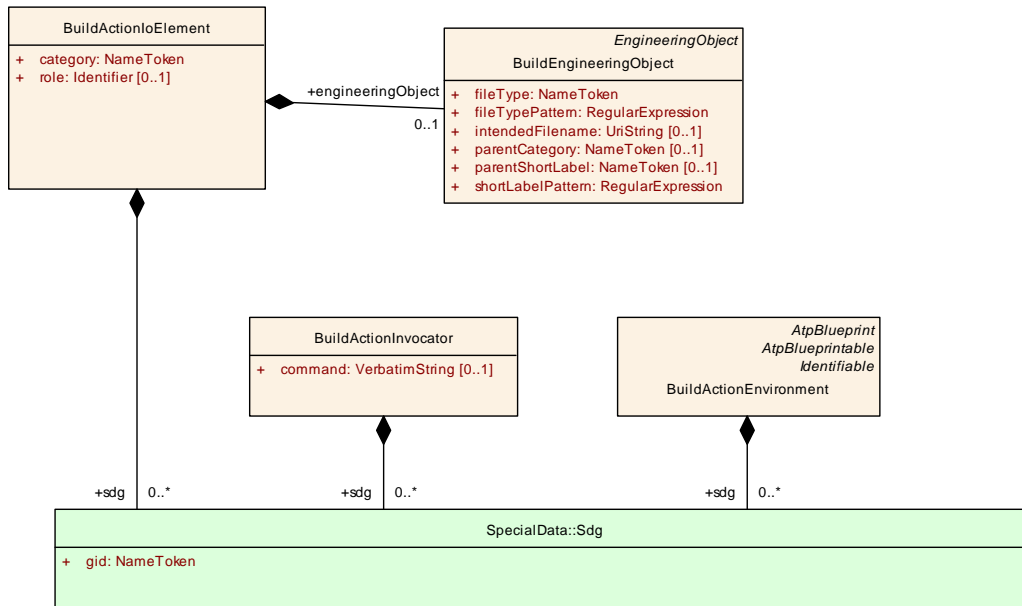 BuildActionIoElement
+ category: NameToken
+ role: Identifier [0..1]
EngineeringObject
BuildEngineeringObject
+ fileType: NameToken
+ fileTypePattern: RegularExpression
+ intendedFilename: UriString [0..1]
+ parentCategory: NameToken [0..1]
+ parentShortLabel: NameToken [0..1]
+ shortLabelPattern: RegularExpression
+engineeringObject
0..1
BuildActionInvocator
+ command: VerbatimString [0..1]
AtpBlueprint
AtpBlueprintable
Identifiable
BuildActionEnvironment
+sdg 0..*
+sdg 0..*
+sdg 0..*
SpecialData::Sdg
+ gid: NameToken